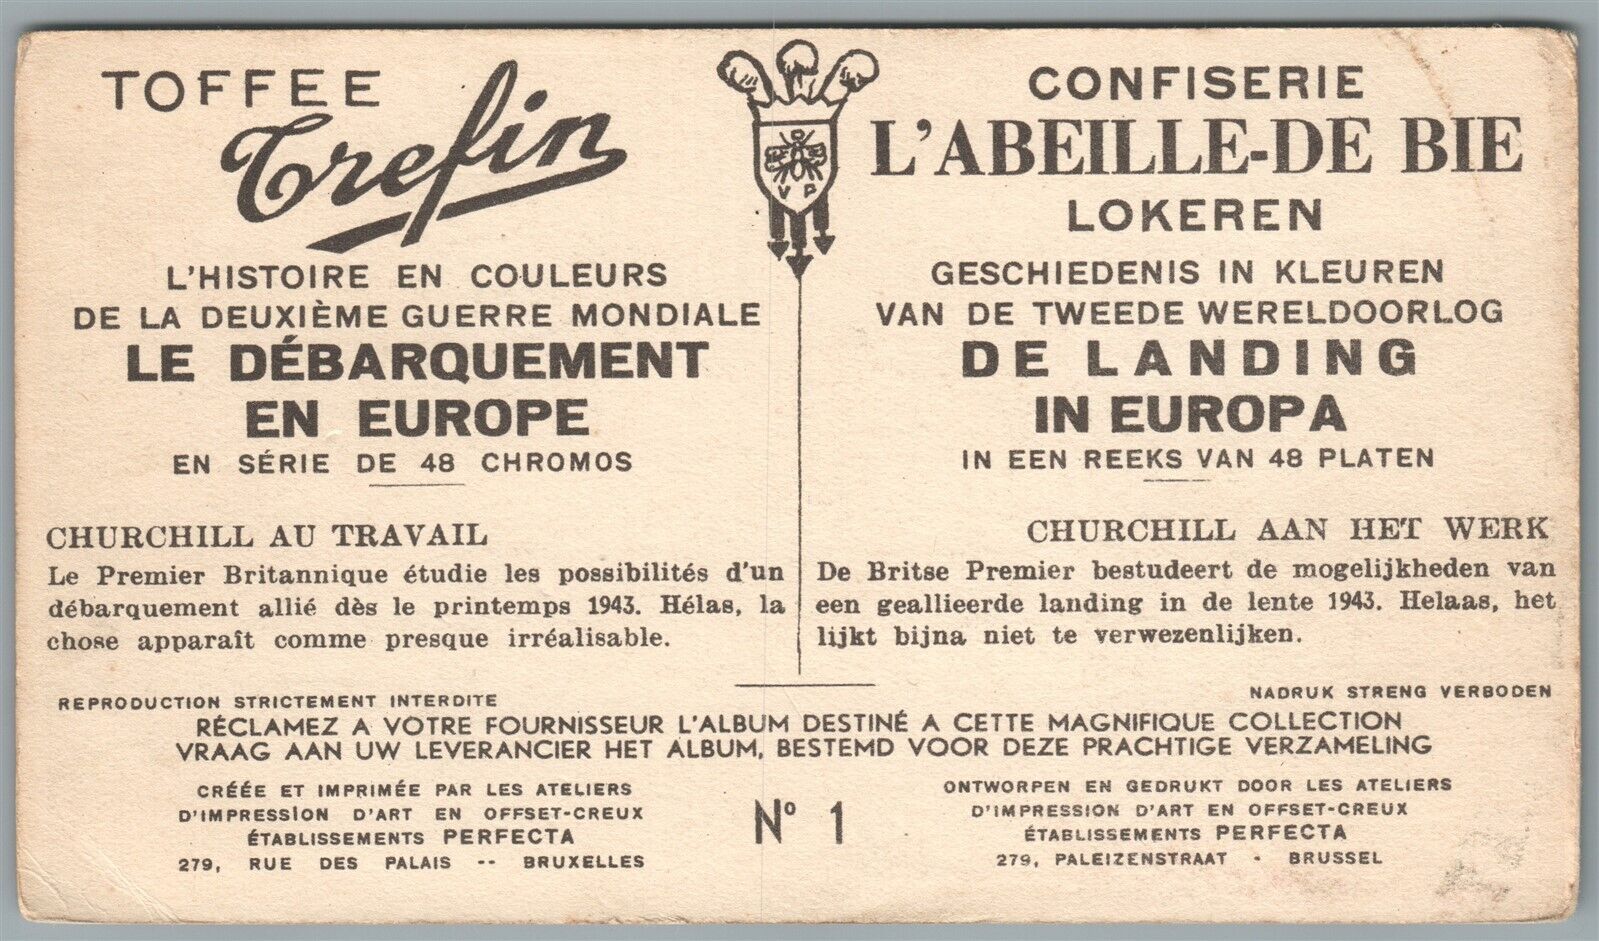 TOFFEE
Trefin
L'HISTOIRE EN COULEURS
DE LA DEUXIÈME GUERRE MONDIALE
LE DÉBARQUEMENT
EN EUROPE
EN SÉRIE DE 48 CHROMOS
CHURCHILL AU TRAVAIL
Le Premier Britannique étudie les possibilités d'un
débarquement allié dès le printemps 1943. Hélas, la
chose apparaît comme presque irréalisable.
V P
CONFISERIE
L'ABEILLE-DE BIE
LOKEREN
GESCHIEDENIS IN KLEUREN
VAN DE TWEEDE WERELDOORLOG
DE LANDING
IN EUROPA
IN EEN REEKS VAN 48 PLATEN
CHURCHILL AAN HET WERK
De Britse Premier bestudeert de mogelijkheden van
een geallieerde landing in de lente 1943. Helaas, het
lijkt bijna niet te verwezenlijken.
REPRODUCTION STRICTEMENT INTERDITE
NADRUK STRENG VERBODEN
RÉCLAMEZ A VOTRE FOURNISSEUR L'ALBUM DESTINÉ A CETTE MAGNIFIQUE COLLECTION
VRAAG AAN UW LEVERANCIER HET ALBUM, BESTEMD VOOR DEZE PRACHTIGE VERZAMELING
CRÉÉE ET IMPRIMÉE PAR LES ATELIERS
D'IMPRESSION D'ART EN OFFSET-CREUX
ÉTABLISSEMENTS PERFECTA
279, RUE DES PALAIS -- BRUXELLES
Nº 1
ONTWORPEN EN GEDRUKT DOOR LES ATELIERS
D'IMPRESSION D'ART EN OFFSET-CREUX
ÉTABLISSEMENTS PERFECTA
279, PALEIZENSTRAAT - BRUSSEL